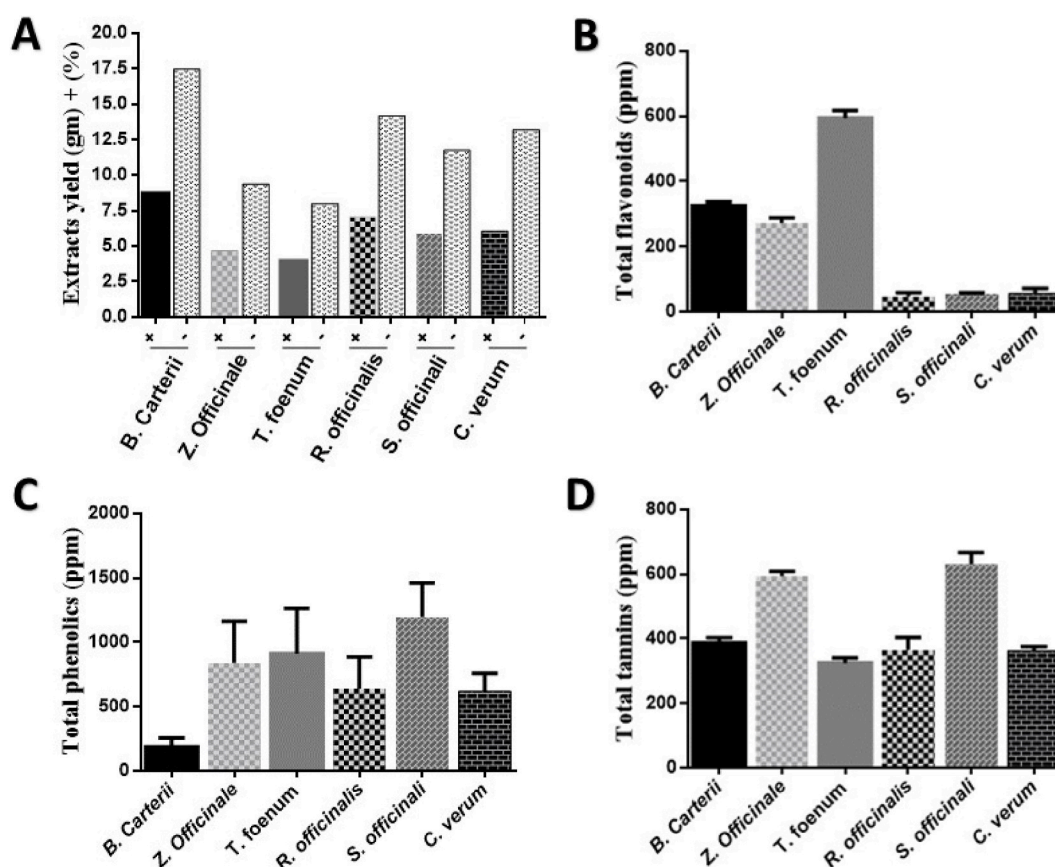 A
Extracts yield (gm) + (%)
20.0
17.5
15.0
12.5
10.0
7.5
5.0
2.5
0.0
+ - + - + - + - + - + -
B. Carterii
Z. Officinale
T. foenum
R. officinalis
S. officinali
C. verum
B
Total flavonoids (ppm)
800
600
400
200
0
B. Carterii
Z. Officinale
T. foenum
R. officinalis
S. officinali
C. verum
C
Total phenolics (ppm)
2000
1500
1000
500
0
B. Carterii
Z. Officinale
T. foenum
R. officinalis
S. officinali
C. verum
D
Total tannins (ppm)
800
600
400
200
0
B. Carterii
Z. Officinale
T. foenum
R. officinalis
S. officinali
C. verum